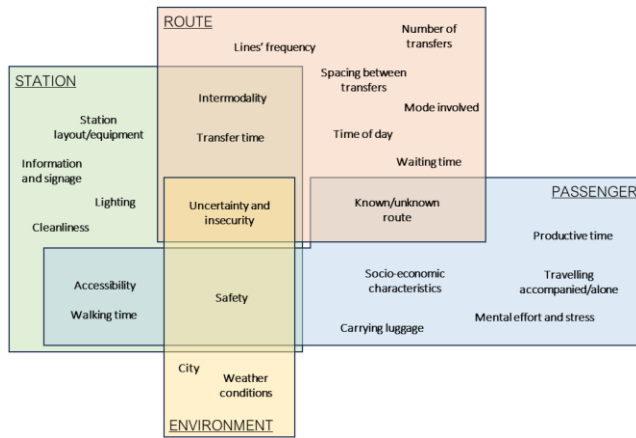 ROUTE
Number of
transfers
Lines' frequency
Spacing between
transfers
STATION
Intermodality
Mode involved
Station
layout/equipment
Transfer time
Time of day
Information
and signage
Waiting time
PASSENGER
Lighting
Uncertainty and
insecurity
Known/unknown
route
Cleanliness
Productive time
Accessibility
Safety
Socio-economic
characteristics
Travelling
accompanied/alone
Walking time
Carrying luggage
Mental effort and stress
City
Weather
conditions
ENVIRONMENT